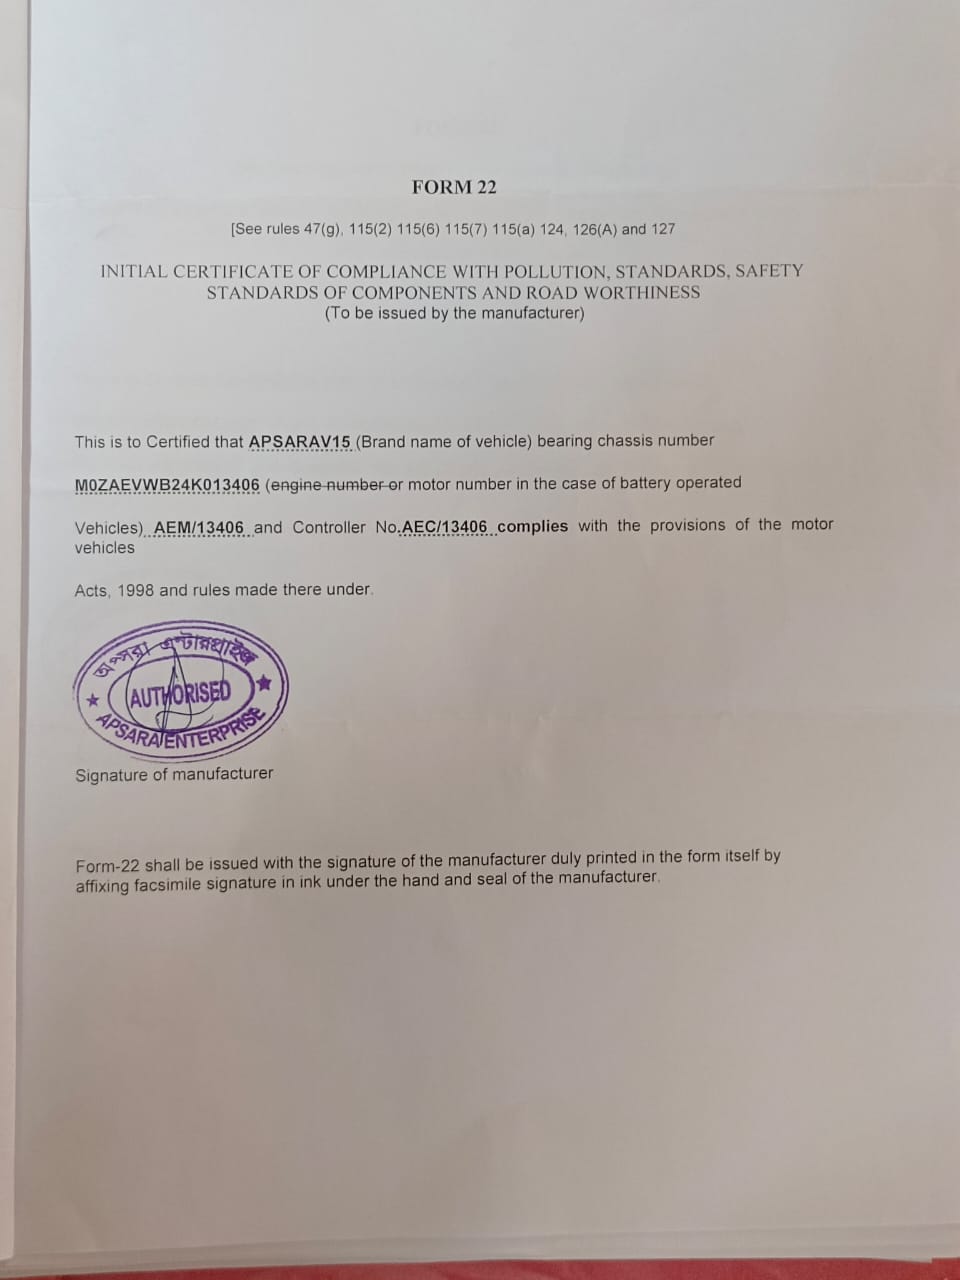 FORM 22
[See rules 47(g), 115(2) 115(6) 115(7) 115(a) 124, 126(A) and 127
INITIAL CERTIFICATE OF COMPLIANCE WITH POLLUTION, STANDARDS, SAFETY
STANDARDS OF COMPONENTS AND ROAD WORTHINESS
(To be issued by the manufacturer)
This is to Certified that APSARAV15 (Brand name of vehicle) bearing chassis number
M0ZAEVWB24K013406 (engine number or motor number in the case of battery operated
Vehicles) AEM/13406 and Controller No.AEC/13406 complies with the provisions of the motor
vehicles
Acts, 1998 and rules made there under.
অপ্সরা এন্টারপ্রাইজ
AUTHORISED
APSARA ENTERPRISE
Signature of manufacturer
Form-22 shall be issued with the signature of the manufacturer duly printed in the form itself by
affixing facsimile signature in ink under the hand and seal of the manufacturer.